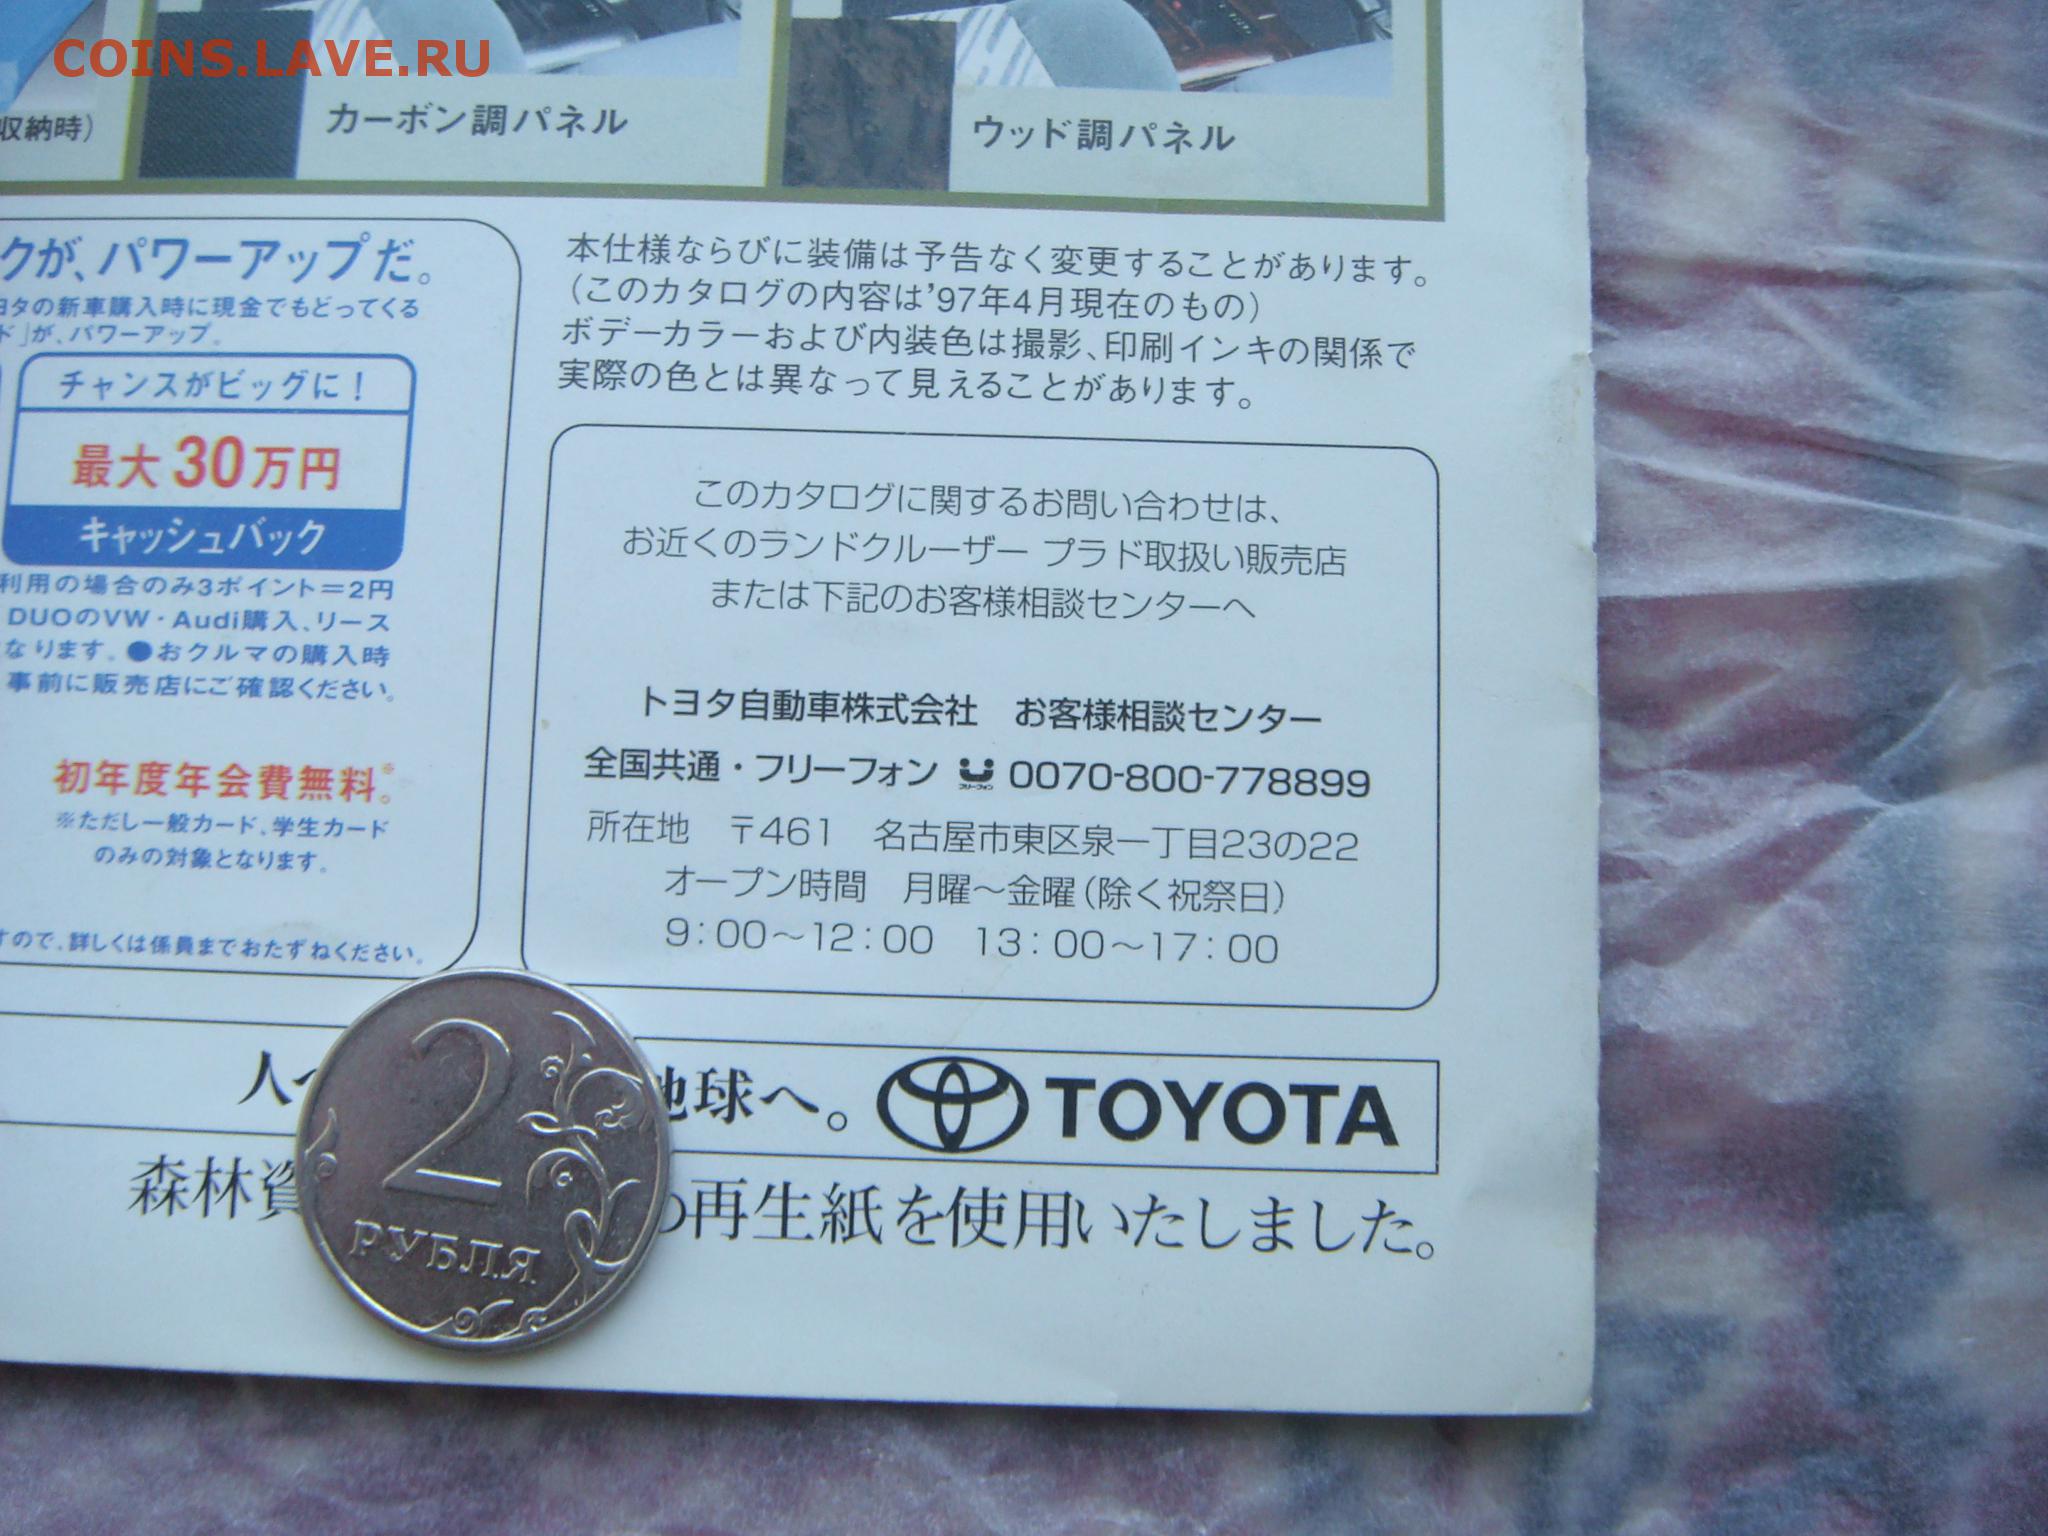 COINS.LAVE.RU
収納時）
カーボン調パネル
ウッド調パネル
クが、パワーアップだ。
ヨタの新車購入時に現金でもどってくる
ド」が、パワーアップ。
チャンスがビッグに！
最大30万円
キャッシュバック
利用の場合のみ3ポイント＝2円
DUOのVW・Audi購入、リース
なります。●おクルマの購入時
事前に販売店にご確認ください。
初年度年会費無料。※
※ただし一般カード、学生カード
のみの対象となります。
すので、詳しくは係員までおたずねください。
本仕様ならびに装備は予告なく変更することがあります。
（このカタログの内容は’97年4月現在のもの）
ボデーカラーおよび内装色は撮影、印刷インキの関係で
実際の色とは異なって見えることがあります。
このカタログに関するお問い合わせは、
お近くのランドクルーザー プラド取扱い販売店
または下記のお客様相談センターへ
トヨタ自動車株式会社　お客様相談センター
全国共通・フリーフォン フリーフォン 0070-800-778899
所在地　〒461　名古屋市東区泉一丁目23の22
オープン時間　月曜〜金曜（除く祝祭日）
9：00〜12：00　13：00〜17：00
人 地球へ。 TOYOTA
森林資 の再生紙を使用いたしました。
2
РУБЛЯ